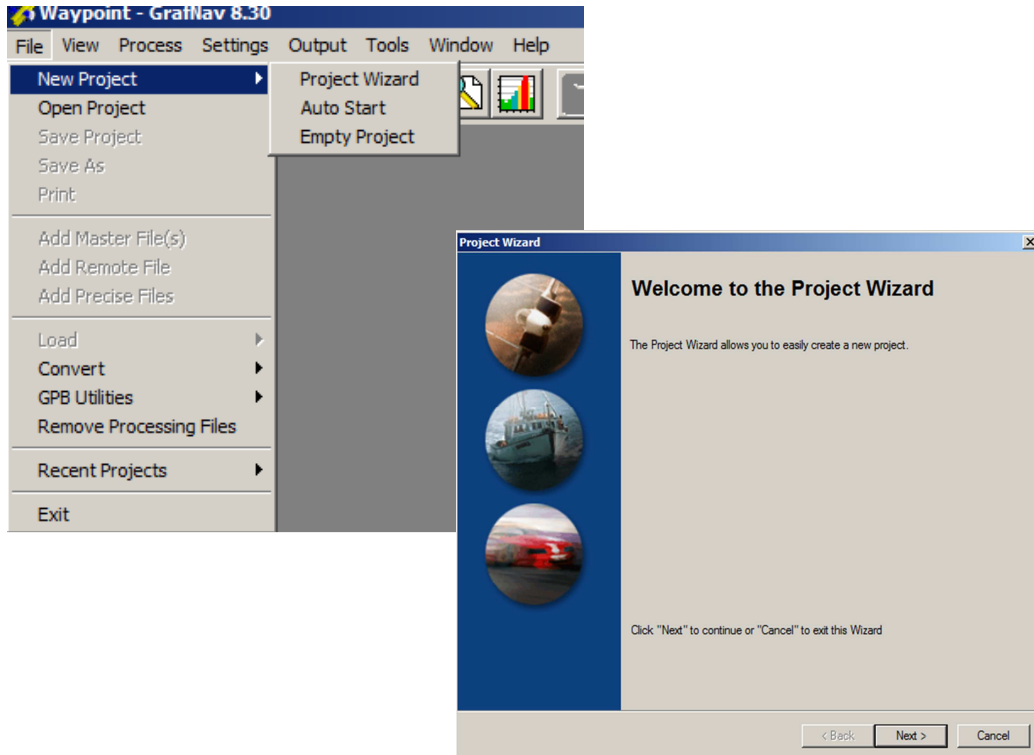 Waypoint - GrafNav 8.30
File View Process Settings Output Tools Window Help
New Project
Project Wizard
Auto Start
Empty Project
Open Project
Save Project
Save As
Print
Add Master File(s)
Add Remote File
Add Precise Files
Load
Convert
GPB Utilities
Remove Processing Files
Recent Projects
Exit
Project Wizard
Welcome to the Project Wizard
The Project Wizard allows you to easily create a new project.
Click "Next" to continue or "Cancel" to exit this Wizard
< Back Next > Cancel